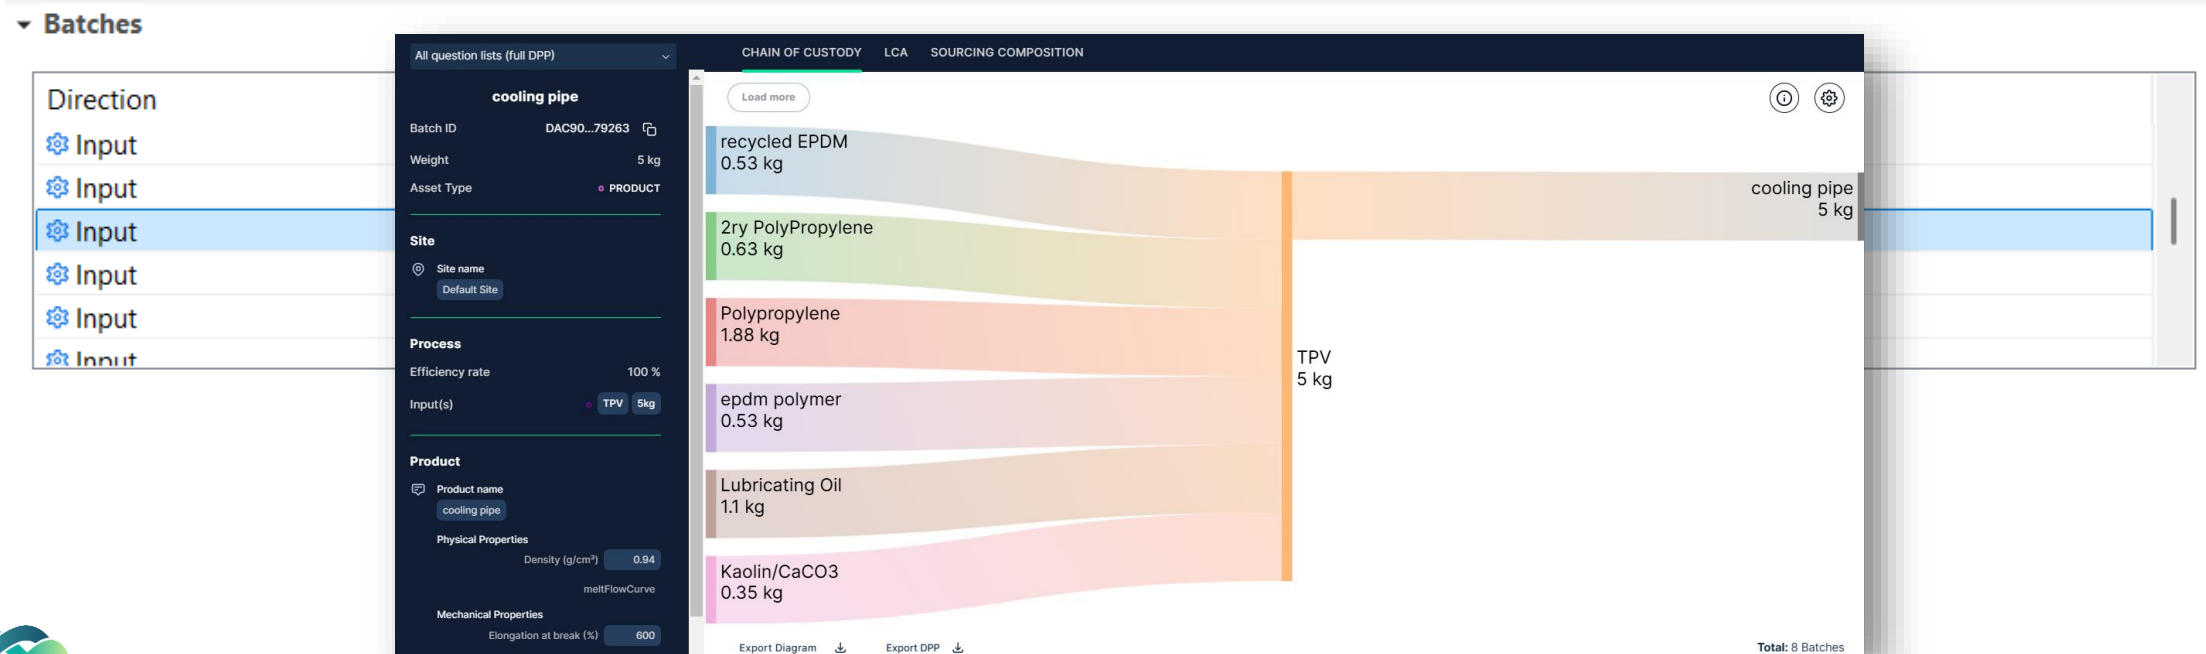 Batches
Direction
Input
Input
Input
Input
Input
Input
All question lists (full DPP)
cooling pipe
Batch ID DAC90...79263
Weight 5 kg
Asset Type PRODUCT
Site
Site name
Default Site
Process
Efficiency rate 100 %
Input(s) TPV 5kg
Product
Product name
cooling pipe
Physical Properties
Density (g/cm³) 0.94
meltFlowCurve
Mechanical Properties
Elongation at break (%) 600
CHAIN OF CUSTODY LCA SOURCING COMPOSITION
Load more
recycled EPDM
0.53 kg
2ry PolyPropylene
0.63 kg
Polypropylene
1.88 kg
epdm polymer
0.53 kg
Lubricating Oil
1.1 kg
Kaolin/CaCO3
0.35 kg
TPV
5 kg
cooling pipe
5 kg
Export Diagram Export DPP
Total: 8 Batches